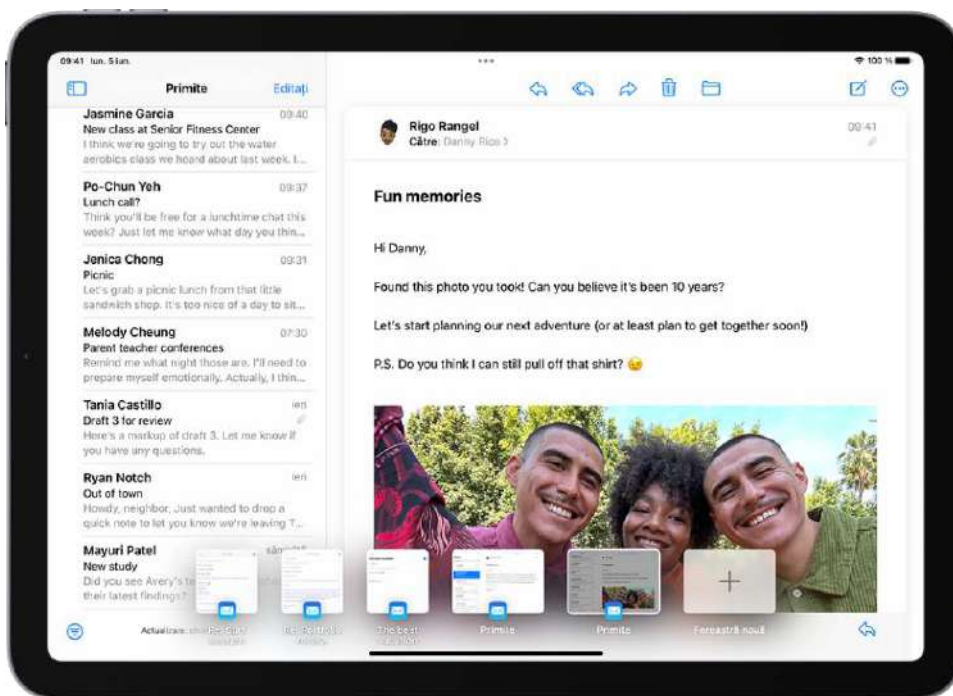 09:41 lun. 5 iun.
100 %
Primite
Editați
Jasmine Garcia 09:40
New class at Senior Fitness Center
I think we're going to try out the water
aerobics class we heard about last week. I...
Po-Chun Yeh 09:37
Lunch call?
Think you'll be free for a lunchtime chat this
week? Just let me know what day you thin...
Jenica Chong 09:31
Picnic
Let's grab a picnic lunch from that little
sandwich shop. It's too nice of a day to sit...
Melody Cheung 07:30
Parent teacher conferences
Remind me what night those are. I'll need to
prepare myself emotionally. Actually, I thin...
Tania Castillo ieri
Draft 3 for review
Here's a markup of draft 3. Let me know if
you have any questions.
Ryan Notch ieri
Out of town
Howdy, neighbor, Just wanted to drop a
quick note to let you know we're leaving T...
Mayuri Patel
New study
Did you see Avery's
their latest findings?
Rigo Rangel 09:41
Către: Danny Rico >
Fun memories
Hi Danny,
Found this photo you took! Can you believe it's been 10 years?
Let's start planning our next adventure (or at least plan to get together soon!)
P.S. Do you think I can still pull off that shirt? 😉
The best
Primite
Primite
Fereastră nouă